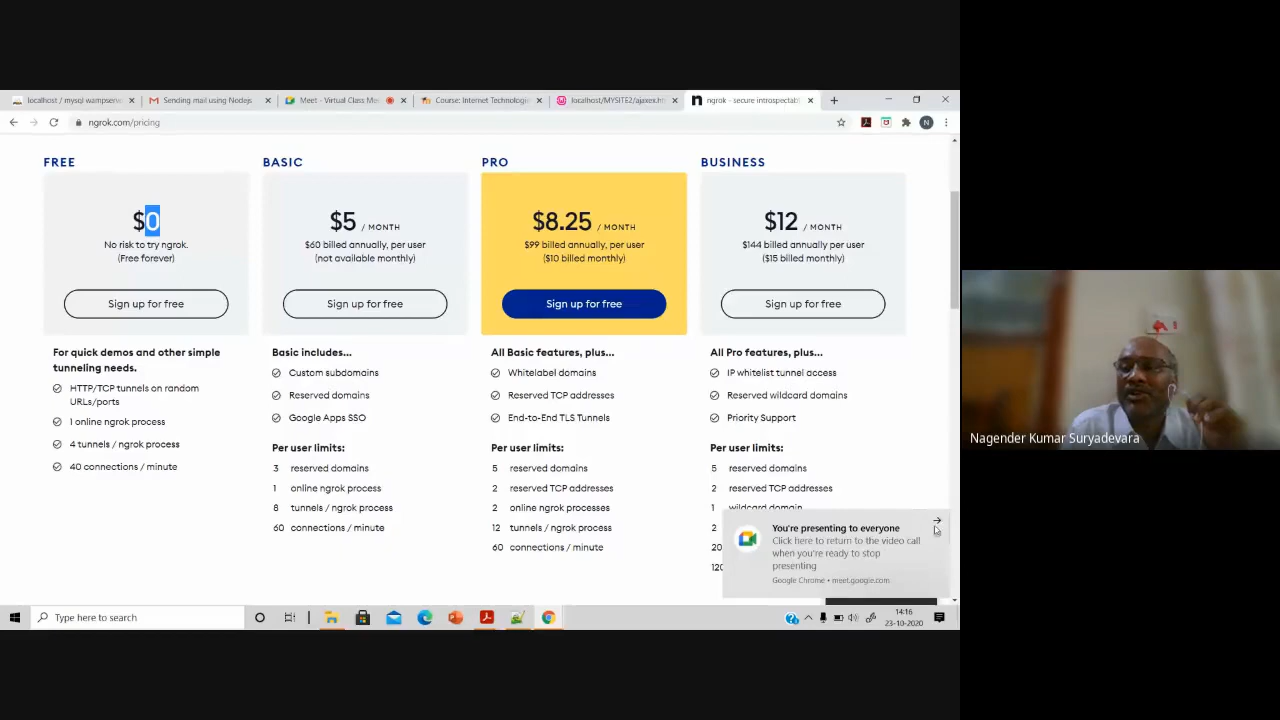 localhost / mysql wampserv
Sending mail using Nodejs
Meet - Virtual Class Mee
Course: Internet Technologie
localhost/MYSITE2/ajaxex.ht
ngrok - secure introspectab
ngrok.com/pricing
N
FREE
BASIC
PRO
BUSINESS
$0
No risk to try ngrok.
(Free forever)
Sign up for free
$5 / MONTH
$60 billed annually, per user
(not available monthly)
Sign up for free
$8.25 / MONTH
$99 billed annually, per user
($10 billed monthly)
Sign up for free
$12 / MONTH
$144 billed annually per user
($15 billed monthly)
Sign up for free
For quick demos and other simple
tunneling needs.
HTTP/TCP tunnels on random
URLs/ports
1 online ngrok process
4 tunnels / ngrok process
40 connections / minute
Basic includes...
Custom subdomains
Reserved domains
Google Apps SSO
Per user limits:
3 reserved domains
1 online ngrok process
8 tunnels / ngrok process
60 connections / minute
All Basic features, plus...
Whitelabel domains
Reserved TCP addresses
End-to-End TLS Tunnels
Per user limits:
5 reserved domains
2 reserved TCP addresses
2 online ngrok processes
12 tunnels / ngrok process
60 connections / minute
All Pro features, plus...
IP whitelist tunnel access
Reserved wildcard domains
Priority Support
Per user limits:
5 reserved domains
2 reserved TCP addresses
1 wildcard domain
2
20
120
You're presenting to everyone
Click here to return to the video call
when you're ready to stop
presenting
Google Chrome • meet.google.com
Type here to search
14:16
23-10-2020
Nagender Kumar Suryadevara